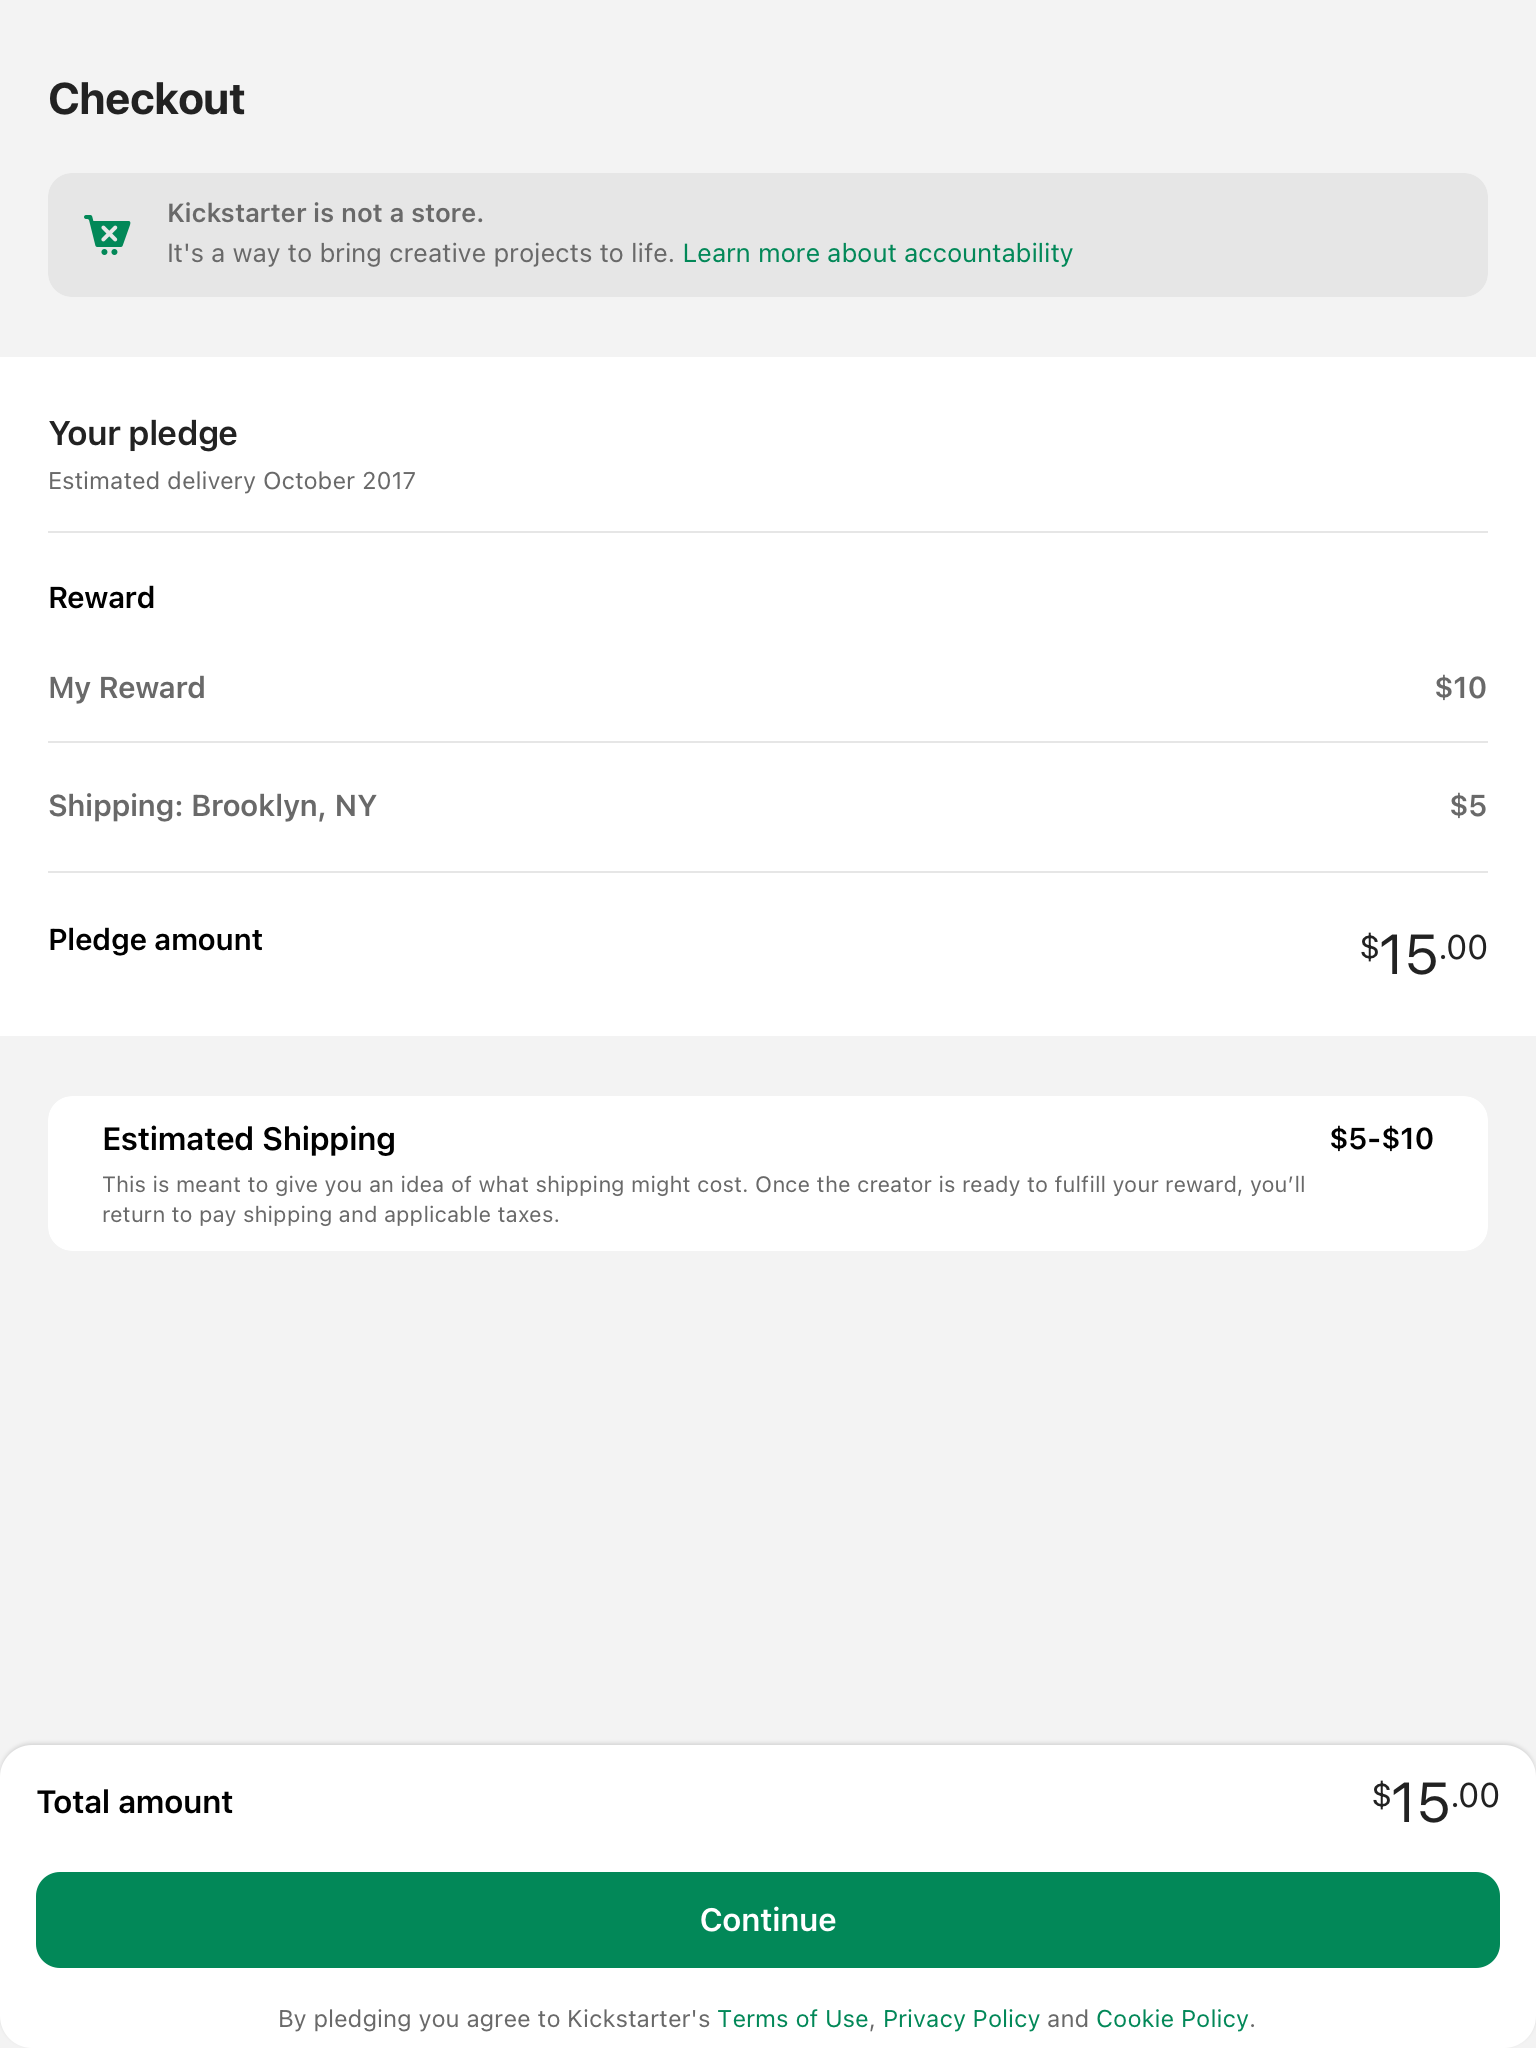 Checkout
Kickstarter is not a store.
It's a way to bring creative projects to life. Learn more about accountability
Your pledge
Estimated delivery October 2017
Reward
My Reward $10
Shipping: Brooklyn, NY $5
Pledge amount $15.00
Estimated Shipping $5-$10
This is meant to give you an idea of what shipping might cost. Once the creator is ready to fulfill your reward, you’ll
return to pay shipping and applicable taxes.
Total amount $15.00
Continue
By pledging you agree to Kickstarter's Terms of Use, Privacy Policy and Cookie Policy.